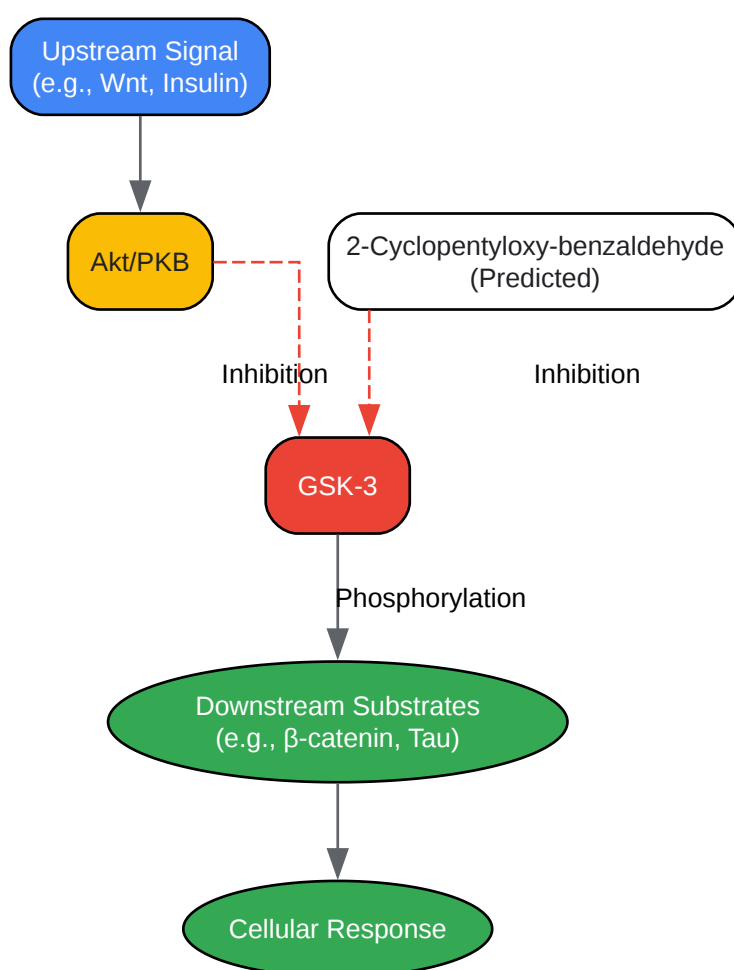 Upstream Signal
(e.g., Wnt, Insulin)
Akt/PKB
2-Cyclopentyloxy-benzaldehyde
(Predicted)
Inhibition
Inhibition
GSK-3
Phosphorylation
Downstream Substrates
(e.g., β-catenin, Tau)
Cellular Response